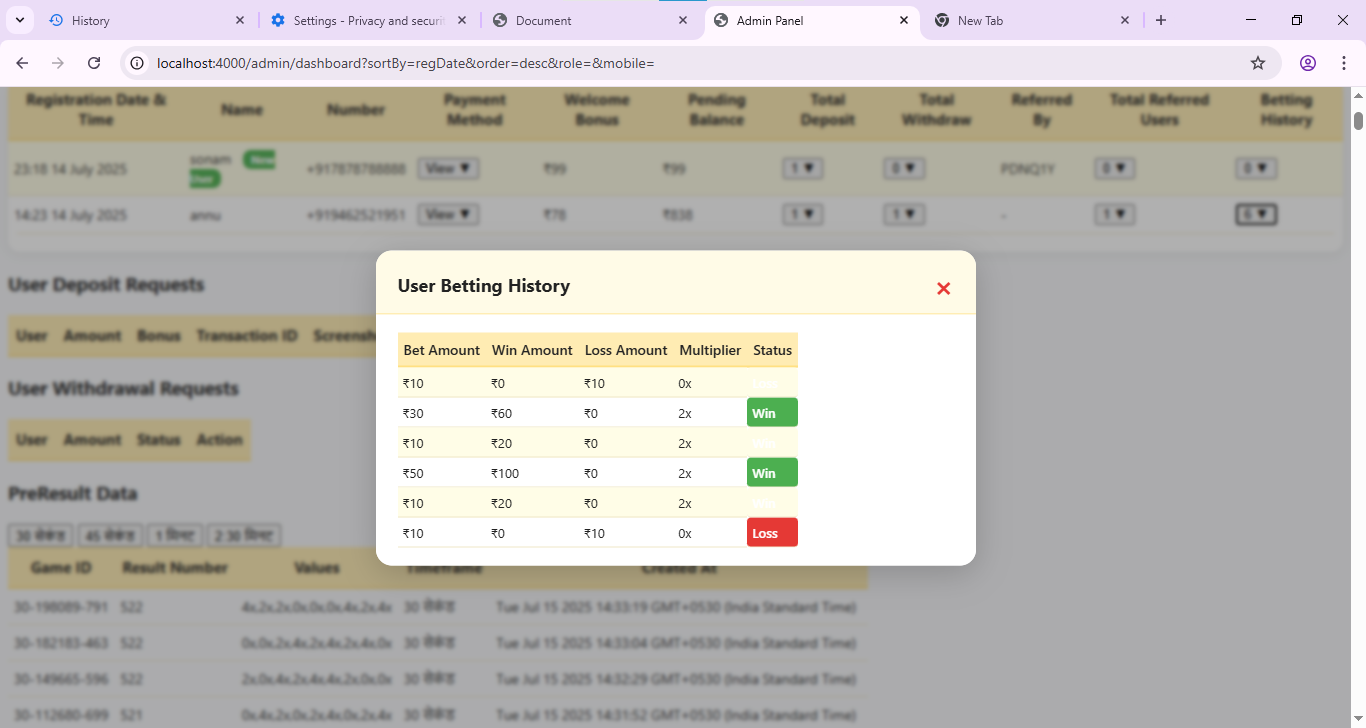 History
Settings - Privacy and securit
Document
Admin Panel
New Tab
localhost:4000/admin/dashboard?sortBy=regDate&order=desc&role=&mobile=
Registration Date & Time Name Number Payment Method Welcome Bonus Pending Balance Total Deposit Total Withdraw Referred By Total Referred Users Betting History
23:18 14 July 2025 sonam New User +917878788888 View ▼ ₹99 ₹99 1 ▼ 0 ▼ PDNQ1Y 0 ▼ 0 ▼
14:23 14 July 2025 annu +919462521951 View ▼ ₹78 ₹838 1 ▼ 1 ▼ - 1 ▼ 6 ▼
User Deposit Requests
User Amount Bonus Transaction ID Screensh
User Withdrawal Requests
User Amount Status Action
PreResult Data
30 सेकंड 45 सेकंड 1 मिनट 2:30 मिनट
Game ID Result Number Values Timeframe Created At
30-198089-791 522 4x,2x,2x,0x,0x,4x,2x,4x 30 सेकंड Tue Jul 15 2025 14:33:19 GMT+0530 (India Standard Time)
30-182183-463 522 0x,0x,2x,4x,2x,4x,4x,0x 30 सेकंड Tue Jul 15 2025 14:33:04 GMT+0530 (India Standard Time)
30-149665-596 522 2x,0x,4x,2x,4x,2x,0x,0x 30 सेकंड Tue Jul 15 2025 14:32:29 GMT+0530 (India Standard Time)
30-112680-699 521 0x,4x,2x,0x,4x,0x,2x,4x 30 सेकंड Tue Jul 15 2025 14:31:52 GMT+0530 (India Standard Time)
User Betting History
Bet Amount Win Amount Loss Amount Multiplier Status
₹10 ₹0 ₹10 0x Loss
₹30 ₹60 ₹0 2x Win
₹10 ₹20 ₹0 2x Win
₹50 ₹100 ₹0 2x Win
₹10 ₹20 ₹0 2x Win
₹10 ₹0 ₹10 0x Loss